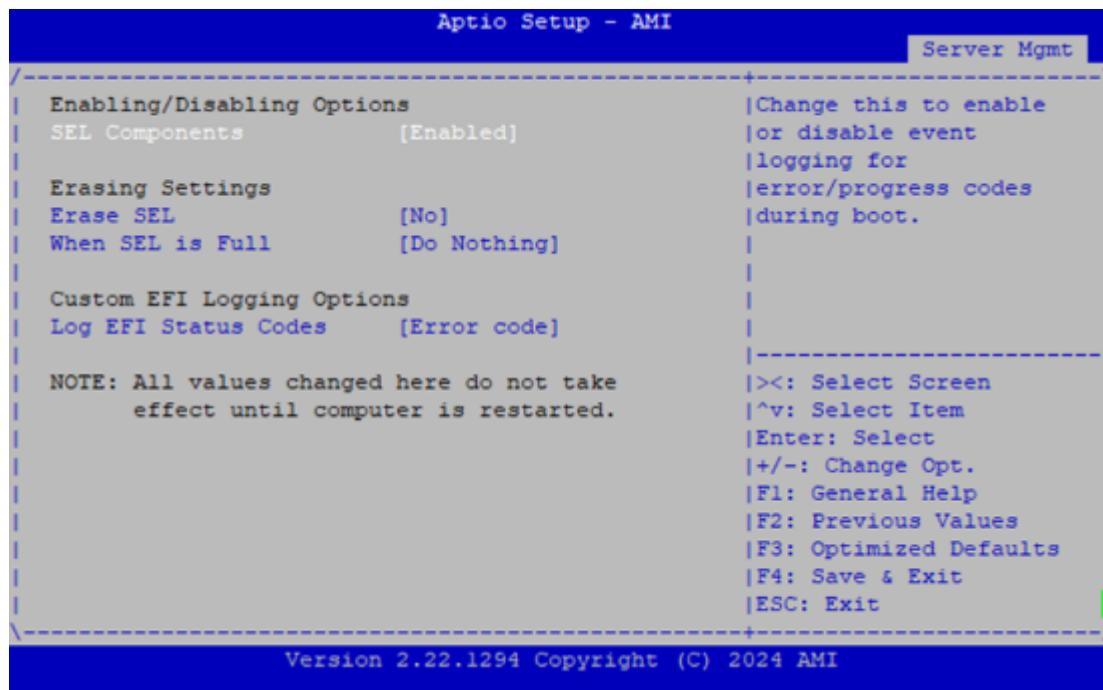 Aptio Setup - AMI
Server Mgmt
Enabling/Disabling Options
SEL Components [Enabled]
Erasing Settings
Erase SEL [No]
When SEL is Full [Do Nothing]
Custom EFI Logging Options
Log EFI Status Codes [Error code]
NOTE: All values changed here do not take
effect until computer is restarted.
Change this to enable
or disable event
logging for
error/progress codes
during boot.
><: Select Screen
^v: Select Item
Enter: Select
+/-: Change Opt.
F1: General Help
F2: Previous Values
F3: Optimized Defaults
F4: Save & Exit
ESC: Exit
Version 2.22.1294 Copyright (C) 2024 AMI